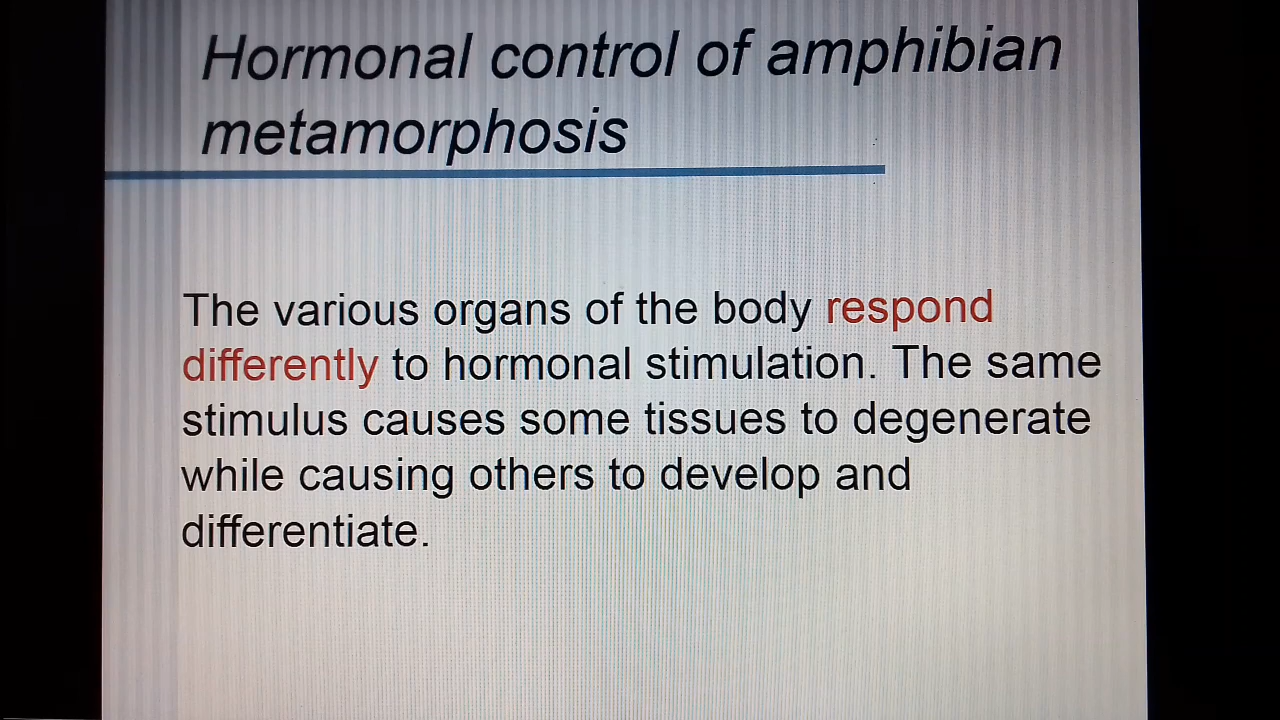 Hormonal control of amphibian
metamorphosis
The various organs of the body respond
differently to hormonal stimulation. The same
stimulus causes some tissues to degenerate
while causing others to develop and
differentiate.